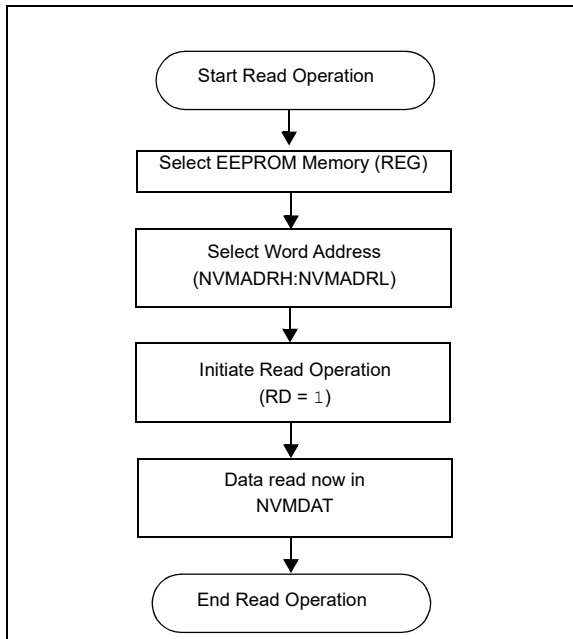 Start Read Operation
Select EEPROM Memory (REG)
Select Word Address
(NVMADRH:NVMADRL)
Initiate Read Operation
(RD = 1)
Data read now in
NVMDAT
End Read Operation